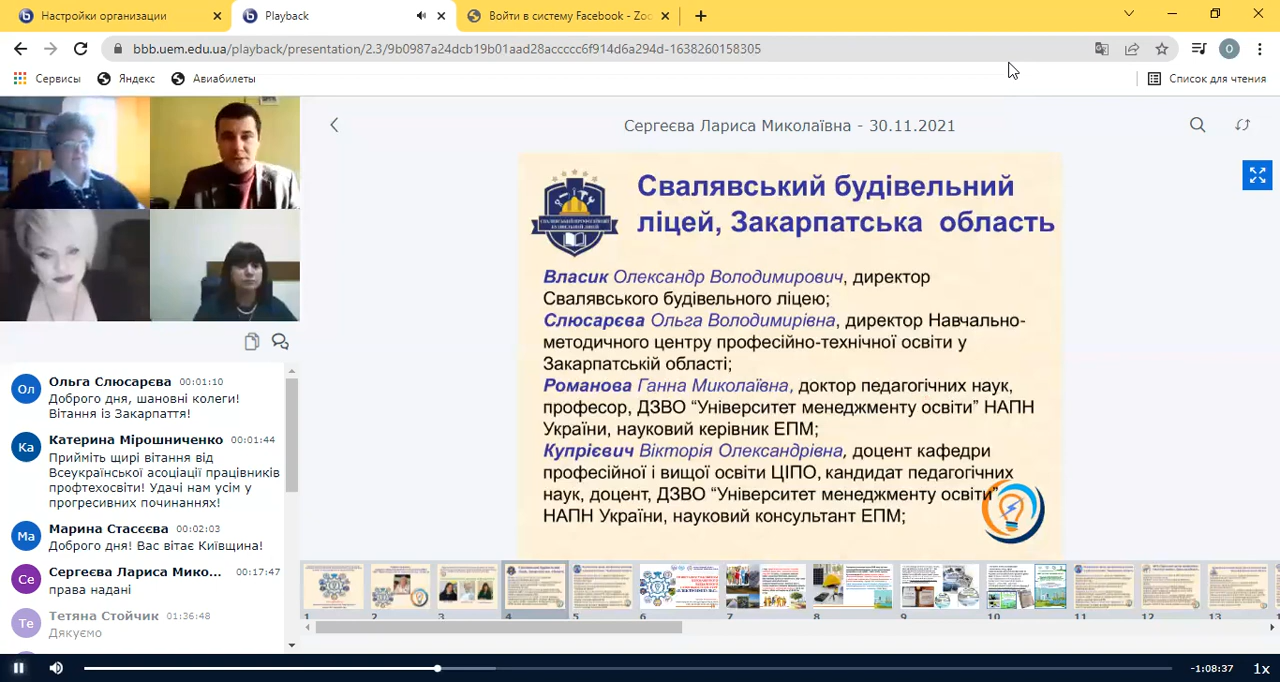 Настройки организации
Playback
Войти в систему Facebook - Zoo
bbb.uem.edu.ua/playback/presentation/2.3/9b0987a24dcb19b01aad28accccc6f914d6a294d-1638260158305
О
Сервисы
Яндекс
Авиабилеты
Список для чтения
Сергеєва Лариса Миколаївна - 30.11.2021
Свалявський будівельний
ліцей, Закарпатська область
Власик Олександр Володимирович, директор
Свалявського будівельного ліцею;
Слюсарєва Ольга Володимирівна, директор Навчально-
методичного центру професійно-технічної освіти у
Закарпатській області;
Романова Ганна Миколаївна, доктор педагогічних наук,
професор, ДЗВО “Університет менеджменту освіти” НАПН
України, науковий керівник ЕПМ;
Купрієвич Вікторія Олександрівна, доцент кафедри
професійної і вищої освіти ЦІПО, кандидат педагогічних
наук, доцент, ДЗВО “Університет менеджменту освіти”
НАПН України, науковий консультант ЕПМ;
Ол
Ольга Слюсарєва 00:01:10
Доброго дня, шановні колеги!
Вітання із Закарпаття!
Ка
Катерина Мірошниченко 00:01:44
Прийміть щирі вітання від
Всеукраїнської асоціації працівників
профтехосвіти! Удачі нам усім у
прогресивних починаннях!
Ма
Марина Стасєєва 00:02:03
Доброго дня! Вас вітає Київщина!
Се
Сергеєва Лариса Мико... 00:17:47
права надані
Те
Тетяна Стойчик 01:36:48
Дякуємо
1 2 3 4 5 6 7 8 9 10 11 12 13
-1:08:37 1x